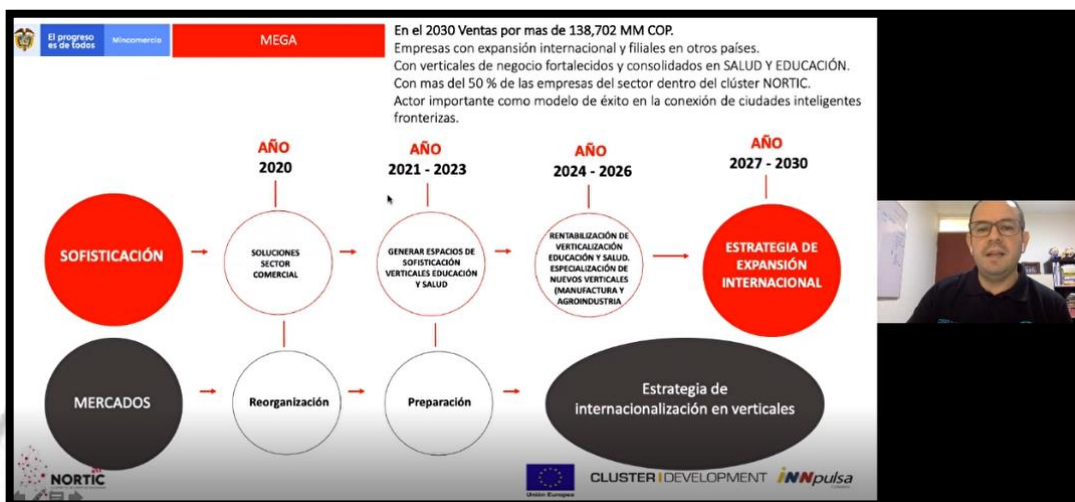 El progreso
es de todos
Mincomercio
MEGA
En el 2030 Ventas por mas de 138,702 MM COP.
Empresas con expansión internacional y filiales en otros países.
Con verticales de negocio fortalecidos y consolidados en SALUD Y EDUCACIÓN.
Con mas del 50 % de las empresas del sector dentro del clúster NORTIC.
Actor importante como modelo de éxito en la conexión de ciudades inteligentes
fronterizas.
AÑO
2020
AÑO
2021 - 2023
AÑO
2024 - 2026
AÑO
2027 - 2030
SOFISTICACIÓN
SOLUCIONES
SECTOR
COMERCIAL
GENERAR ESPACIOS DE
SOFISTICACIÓN
VERTICALES EDUCACIÓN
Y SALUD
RENTABILIZACIÓN DE
VERTICALIZACIÓN
EDUCACIÓN Y SALUD.
ESPECIALIZACIÓN DE
NUEVOS VERTICALES
(MANUFACTURA Y
AGROINDUSTRIA
ESTRATEGIA DE
EXPANSIÓN
INTERNACIONAL
MERCADOS
Reorganización
Preparación
Estrategia de
internacionalización en verticales
NORTIC
Unión Europea
CLUSTER DEVELOPMENT
iNNpulsa